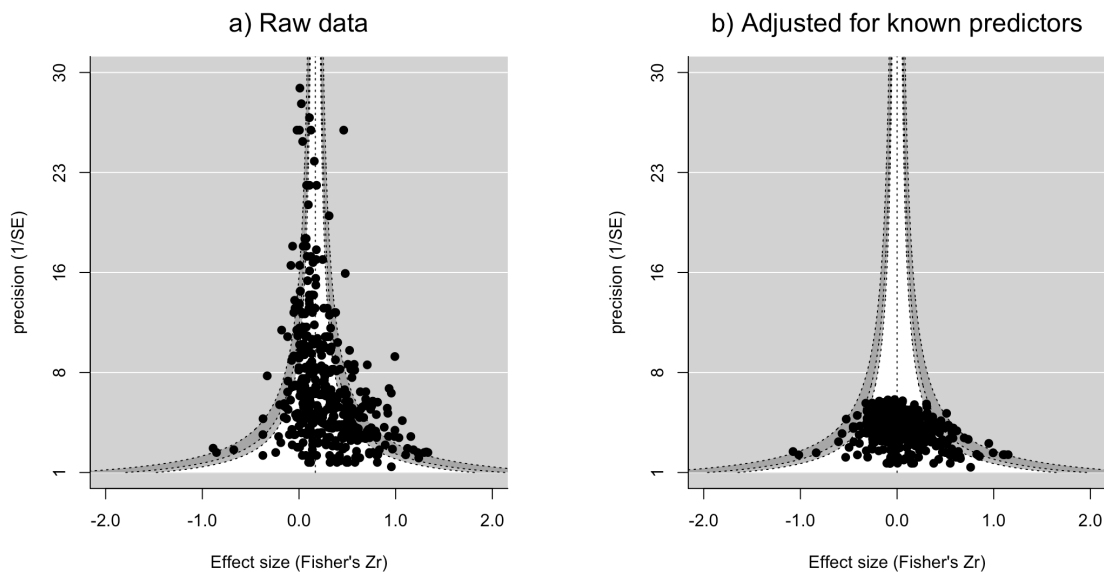 a) Raw data
30
23
16
8
1
precision (1/SE)
-2.0 -1.0 0.0 1.0 2.0
Effect size (Fisher's Zr)
b) Adjusted for known predictors
30
23
16
8
1
precision (1/SE)
-2.0 -1.0 0.0 1.0 2.0
Effect size (Fisher's Zr)